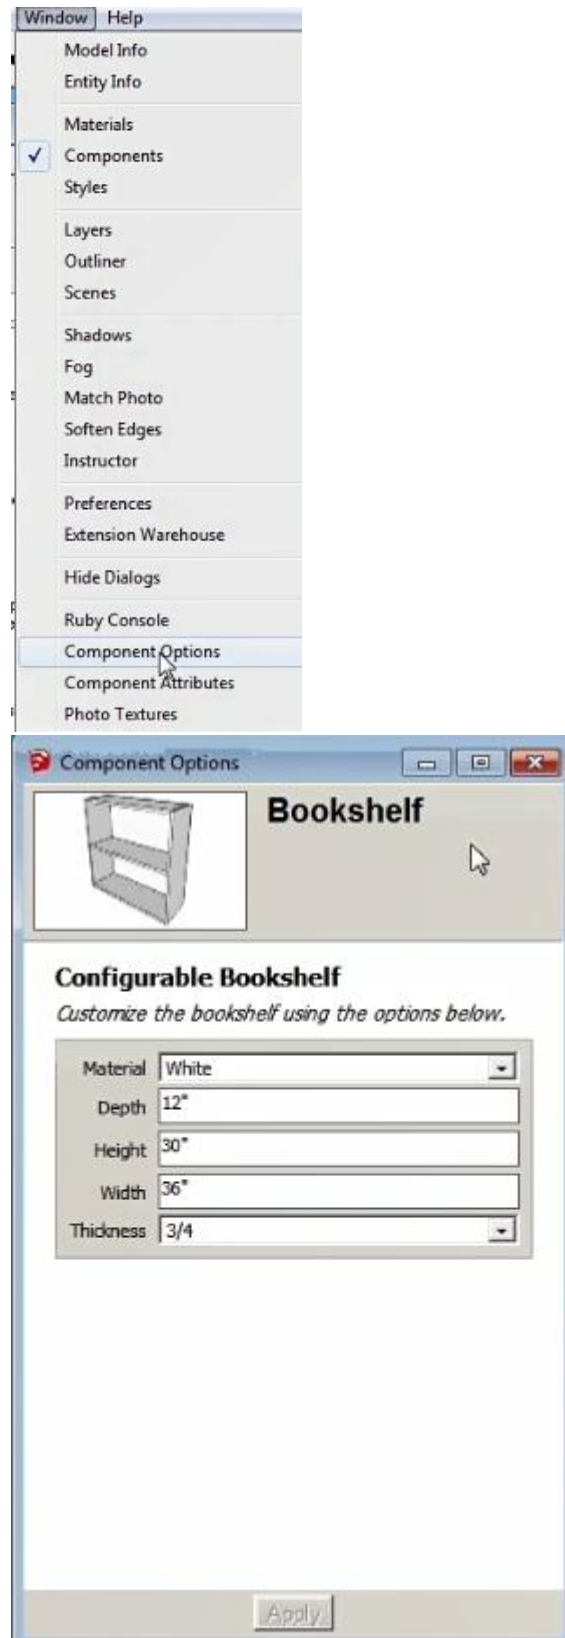 Window Help
Model Info
Entity Info
Materials
Components
Styles
Layers
Outliner
Scenes
Shadows
Fog
Match Photo
Soften Edges
Instructor
Preferences
Extension Warehouse
Hide Dialogs
Ruby Console
Component Options
Component Attributes
Photo Textures
Component Options
Bookshelf
Configurable Bookshelf
Customize the bookshelf using the options below.
Material White
Depth 12"
Height 30"
Width 36"
Thickness 3/4
Apply